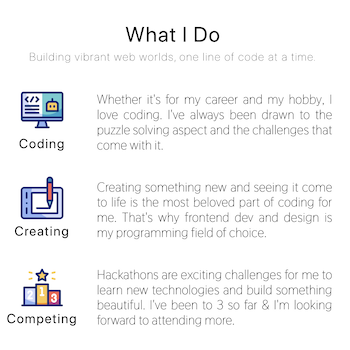 What I Do
Building vibrant web worlds, one line of code at a time.
Coding
Whether it's for my career and my hobby, I
love coding. I've always been drawn to the
puzzle solving aspect and the challenges that
come with it.
Creating
Creating something new and seeing it come
to life is the most beloved part of coding for
me. That's why frontend dev and design is
my programming field of choice.
1
2
3
Competing
Hackathons are exciting challenges for me to
learn new technologies and build something
beautiful. I've been to 3 so far & I'm looking
forward to attending more.